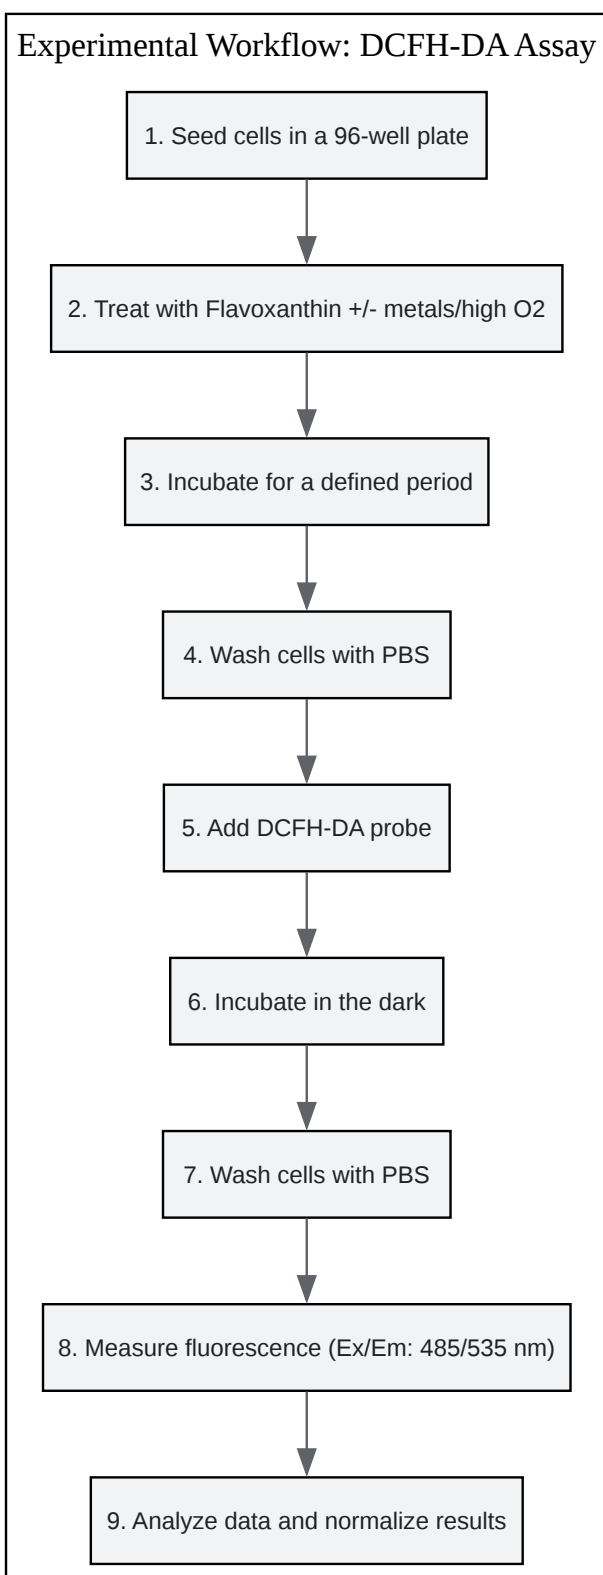 Experimental Workflow: DCFH-DA Assay
1. Seed cells in a 96-well plate
2. Treat with Flavoxanthin +/- metals/high O2
3. Incubate for a defined period
4. Wash cells with PBS
5. Add DCFH-DA probe
6. Incubate in the dark
7. Wash cells with PBS
8. Measure fluorescence (Ex/Em: 485/535 nm)
9. Analyze data and normalize results